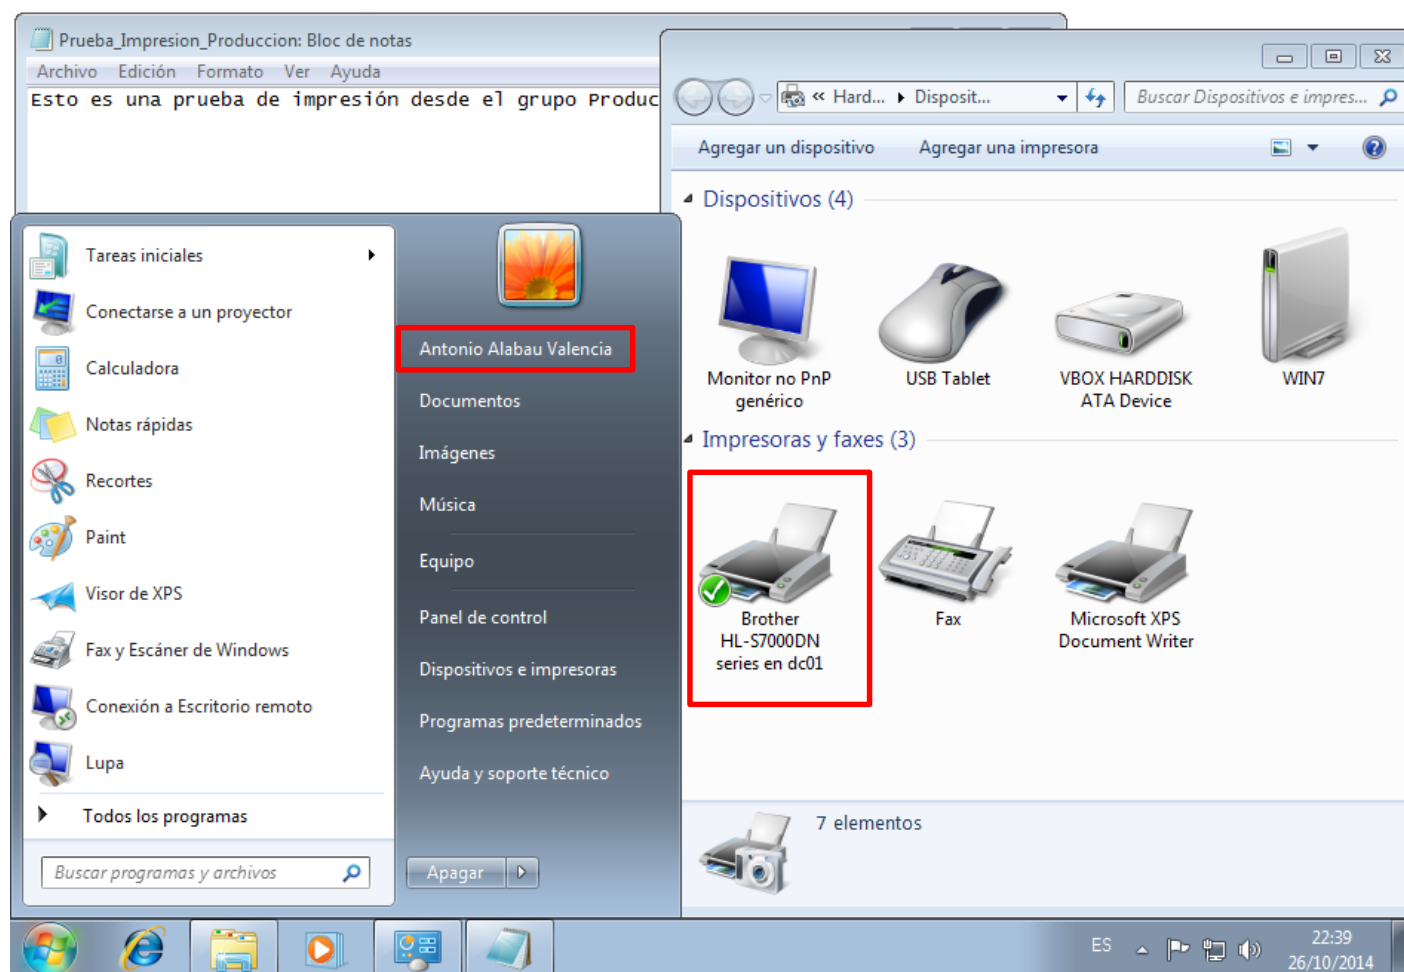 Prueba_Impresion_Produccion: Bloc de notas
Archivo Edición Formato Ver Ayuda
Esto es una prueba de impresión desde el grupo Produc
« Hard... Disposit...
Buscar Dispositivos e impres...
Agregar un dispositivo Agregar una impresora
Dispositivos (4)
Monitor no PnP
genérico
USB Tablet
VBOX HARDDISK
ATA Device
WIN7
Impresoras y faxes (3)
Brother
HL-S7000DN
series en dc01
Fax
Microsoft XPS
Document Writer
7 elementos
Tareas iniciales
Conectarse a un proyector
Calculadora
Notas rápidas
Recortes
Paint
Visor de XPS
Fax y Escáner de Windows
Conexión a Escritorio remoto
Lupa
Todos los programas
Buscar programas y archivos
Antonio Alabau Valencia
Documentos
Imágenes
Música
Equipo
Panel de control
Dispositivos e impresoras
Programas predeterminados
Ayuda y soporte técnico
Apagar
ES
22:39
26/10/2014